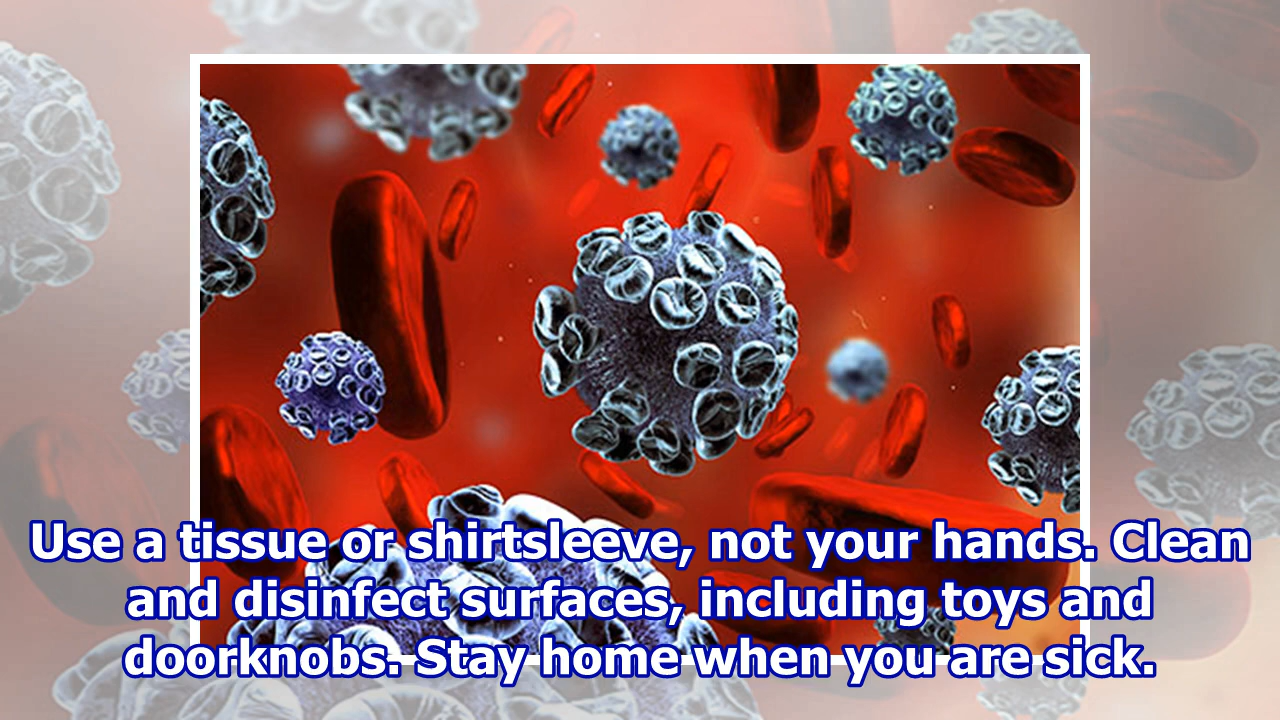 Use a tissue or shirtsleeve, not your hands. Clean
and disinfect surfaces, including toys and
doorknobs. Stay home when you are sick.